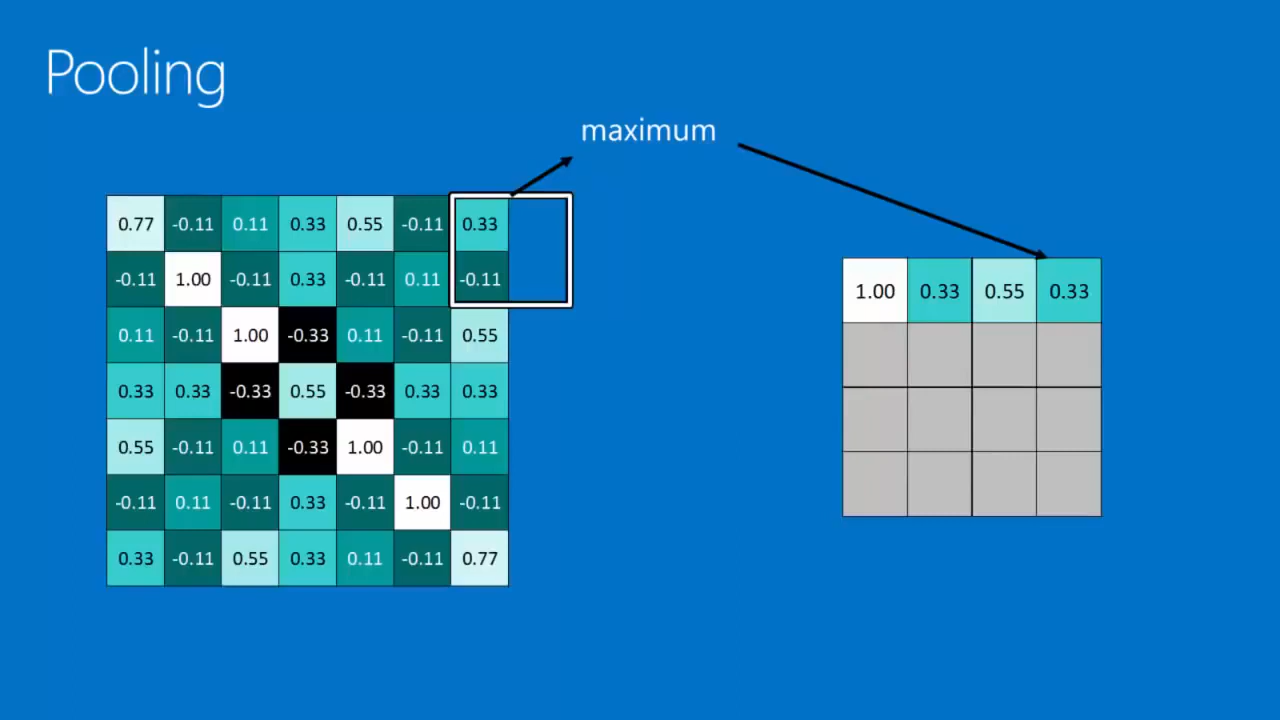 Pooling
maximum
0.77 -0.11 0.11 0.33 0.55 -0.11 0.33
-0.11 1.00 -0.11 0.33 -0.11 0.11 -0.11
0.11 -0.11 1.00 -0.33 0.11 -0.11 0.55
0.33 0.33 -0.33 0.55 -0.33 0.33 0.33
0.55 -0.11 0.11 -0.33 1.00 -0.11 0.11
-0.11 0.11 -0.11 0.33 -0.11 1.00 -0.11
0.33 -0.11 0.55 0.33 0.11 -0.11 0.77
1.00 0.33 0.55 0.33